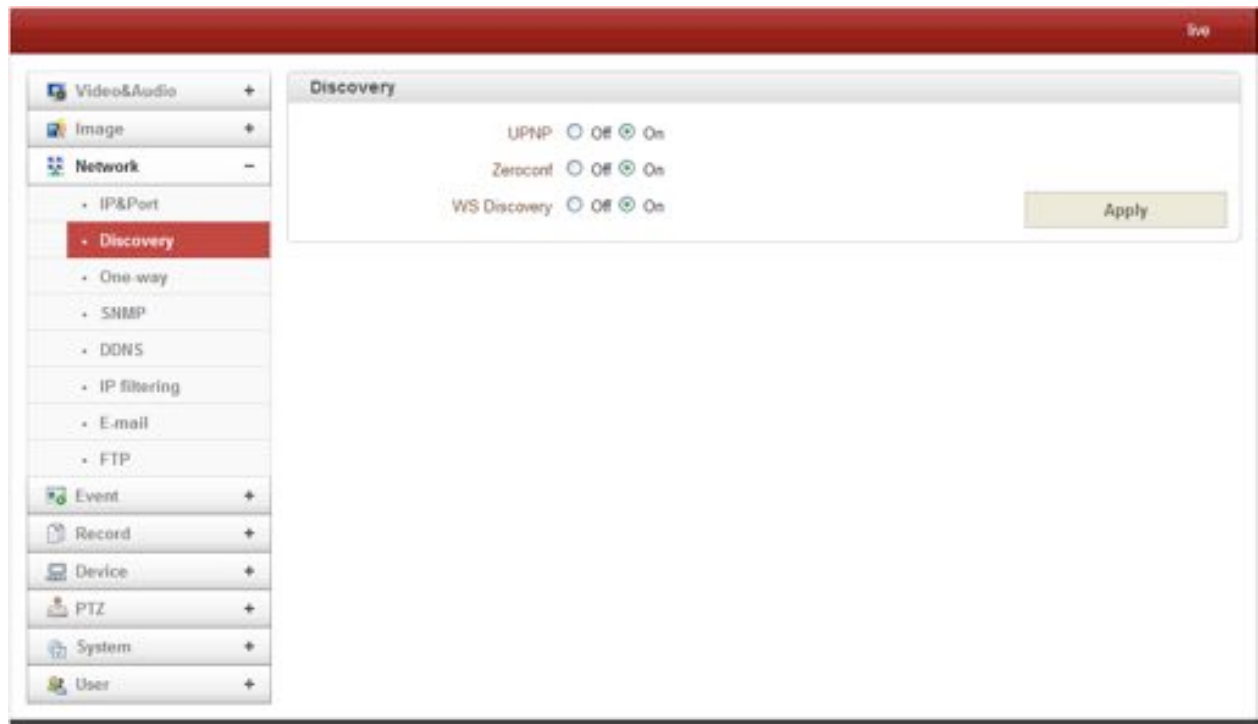 live
Video&Audio +
Image +
Network -
IP&Port
Discovery
One-way
SNMP
DDNS
IP filtering
E-mail
FTP
Event +
Record +
Device +
PTZ +
System +
User +
Discovery
UPNP Off On
Zeroconf Off On
WS Discovery Off On
Apply